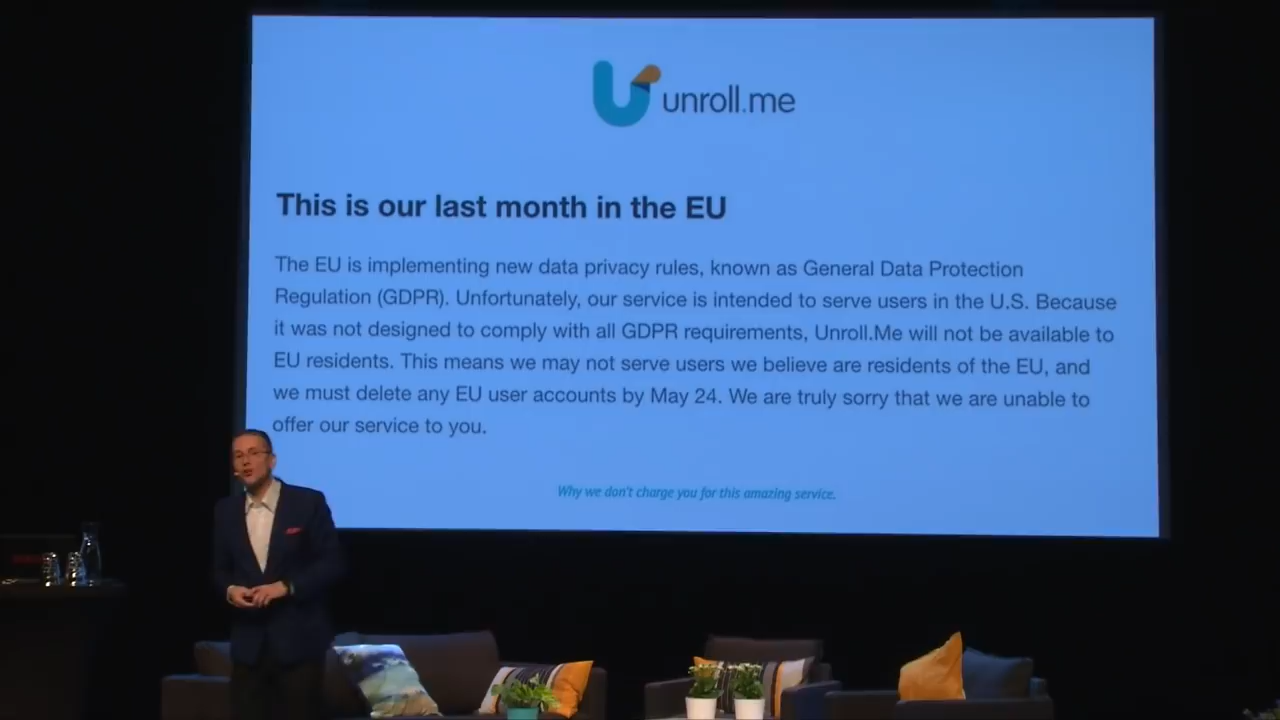 unroll.me
This is our last month in the EU
The EU is implementing new data privacy rules, known as General Data Protection
Regulation (GDPR). Unfortunately, our service is intended to serve users in the U.S. Because
it was not designed to comply with all GDPR requirements, Unroll.Me will not be available to
EU residents. This means we may not serve users we believe are residents of the EU, and
we must delete any EU user accounts by May 24. We are truly sorry that we are unable to
offer our service to you.
Why we don't charge you for this amazing service.